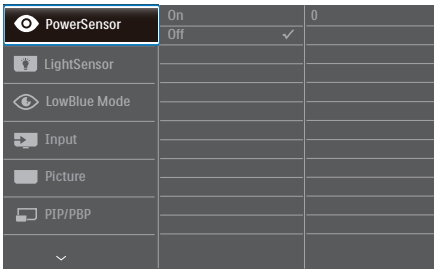 PowerSensor
On
0
Off
LightSensor
LowBlue Mode
Input
Picture
PIP/PBP